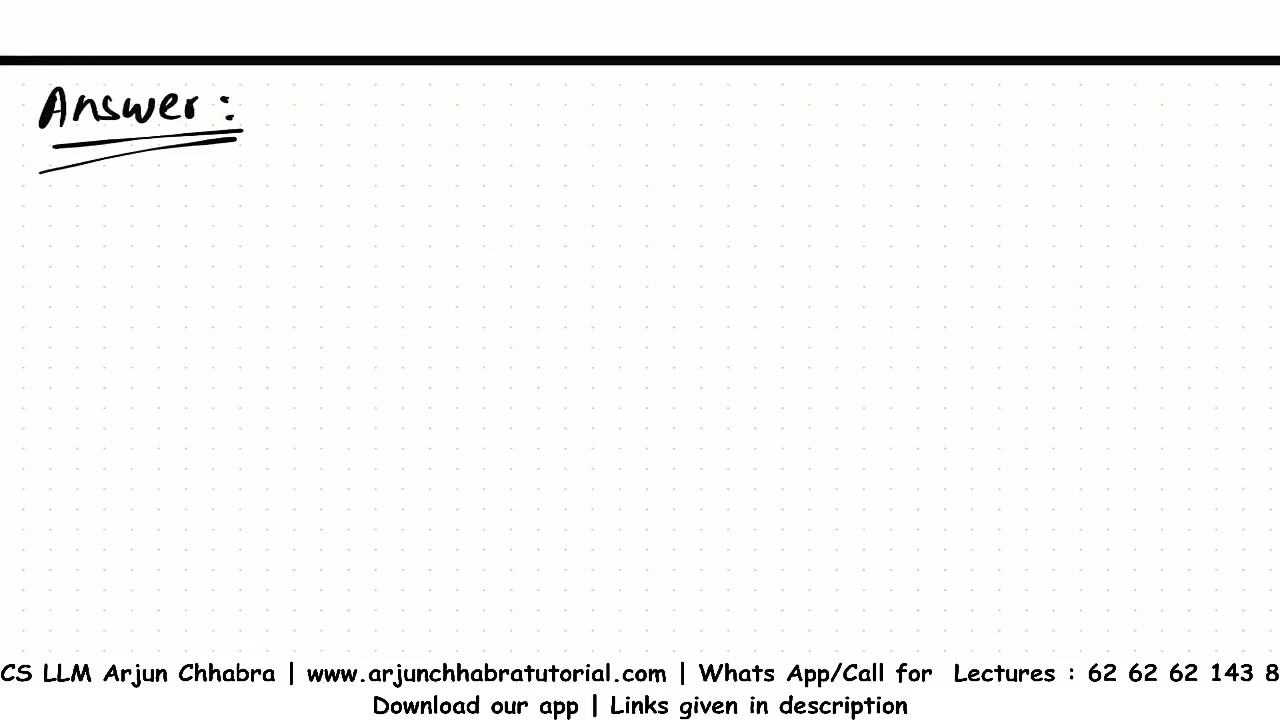 Answer :
CS LLM Arjun Chhabra | www.arjunchhabratutorial.com | Whats App/Call for Lectures : 62 62 62 143 8
Download our app | Links given in description